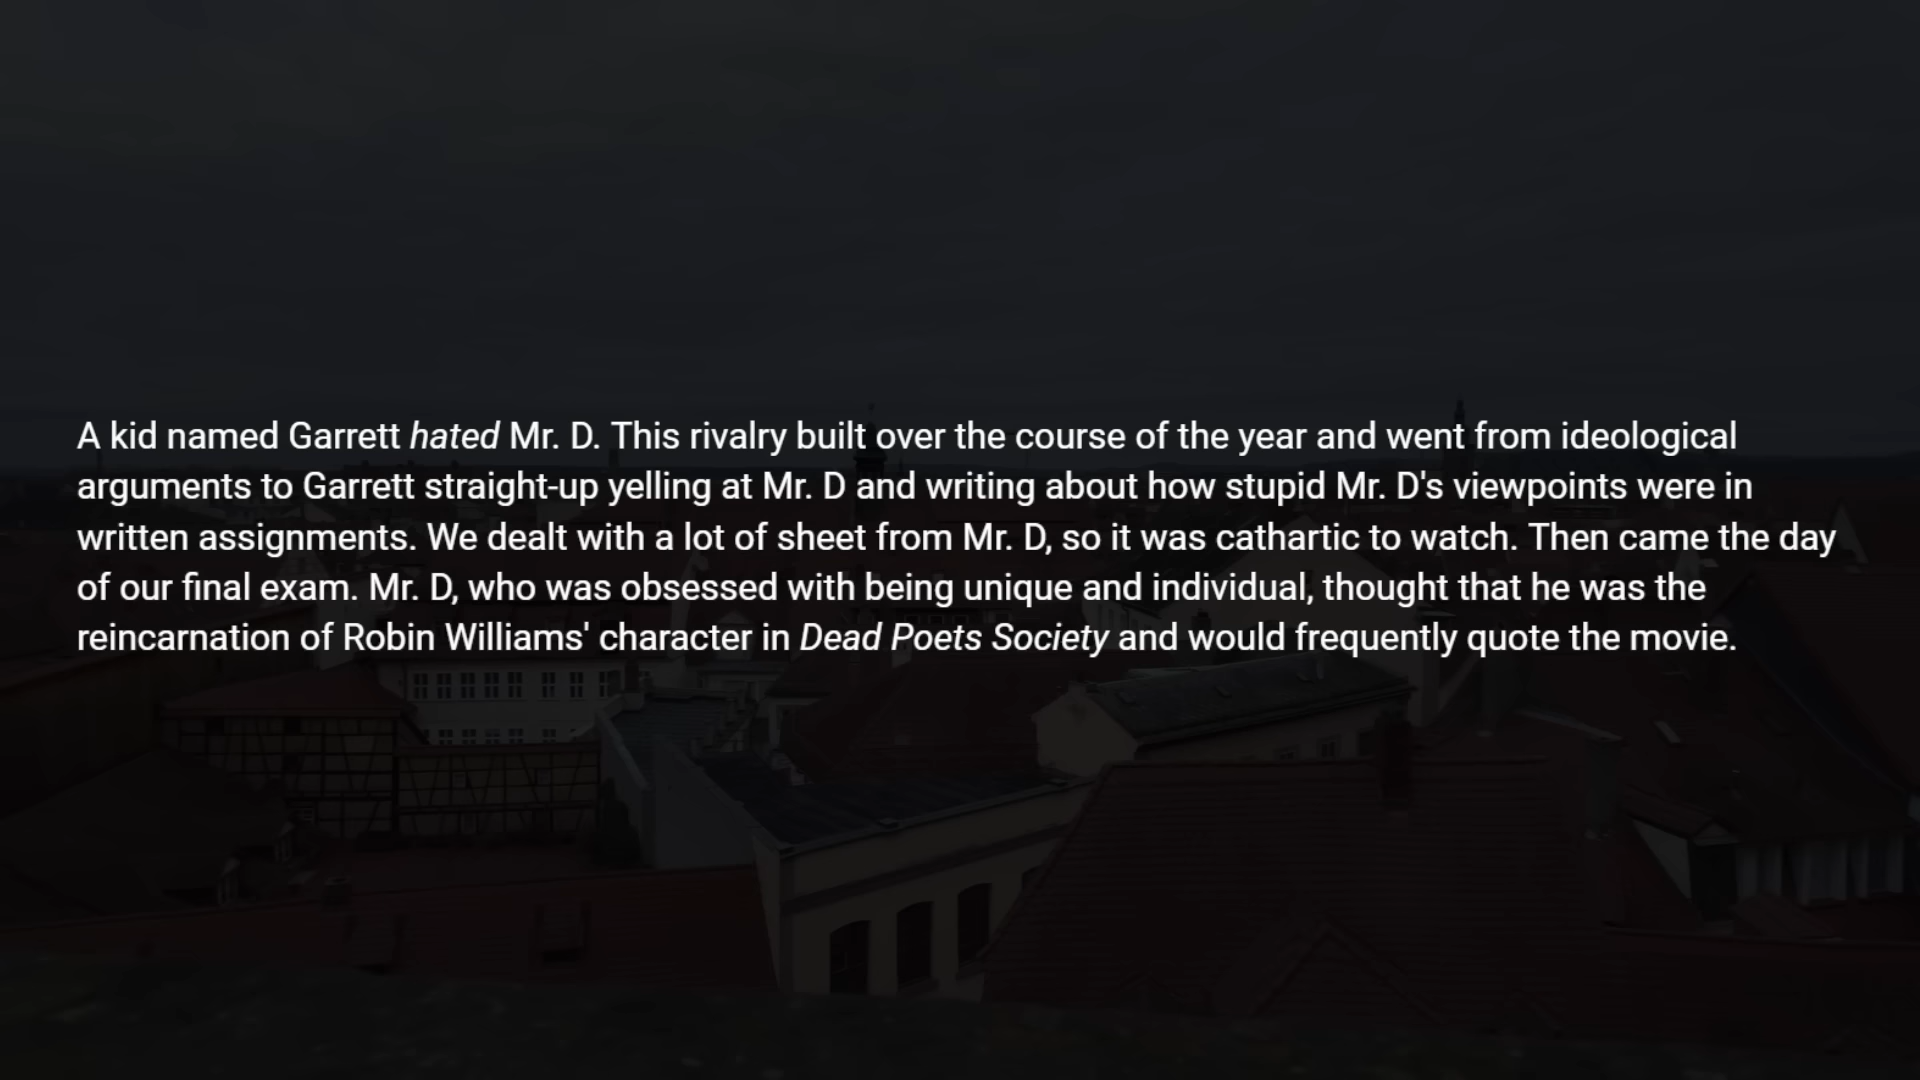 A kid named Garrett hated Mr. D. This rivalry built over the course of the year and went from ideological
arguments to Garrett straight-up yelling at Mr. D and writing about how stupid Mr. D's viewpoints were in
written assignments. We dealt with a lot of sheet from Mr. D, so it was cathartic to watch. Then came the day
of our final exam. Mr. D, who was obsessed with being unique and individual, thought that he was the
reincarnation of Robin Williams' character in Dead Poets Society and would frequently quote the movie.